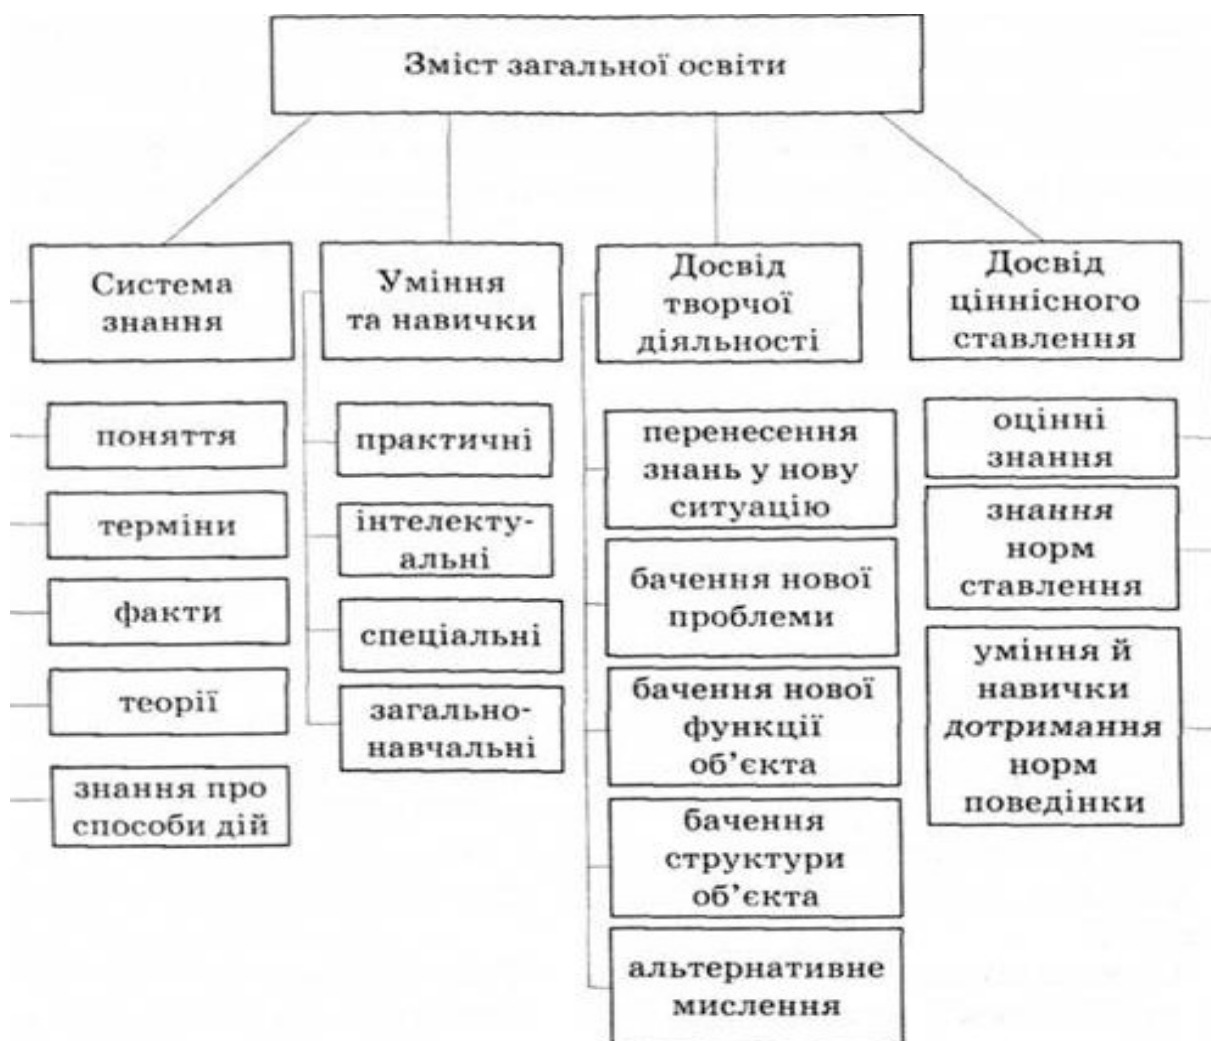 Зміст загальної освіти
Система
знання
поняття
терміни
факти
теорії
знання про
способи дій
Уміння
та навички
практичні
інтелекту-
альні
спеціальні
загально-
навчальні
Досвід
творчої
діяльності
перенесення
знань у нову
ситуацію
бачення нової
проблеми
бачення нової
функції
об’єкта
бачення
структури
об’єкта
альтернативне
мислення
Досвід
ціннісного
ставлення
оцінні
знання
знання
норм
ставлення
уміння й
навички
дотримання
норм
поведінки